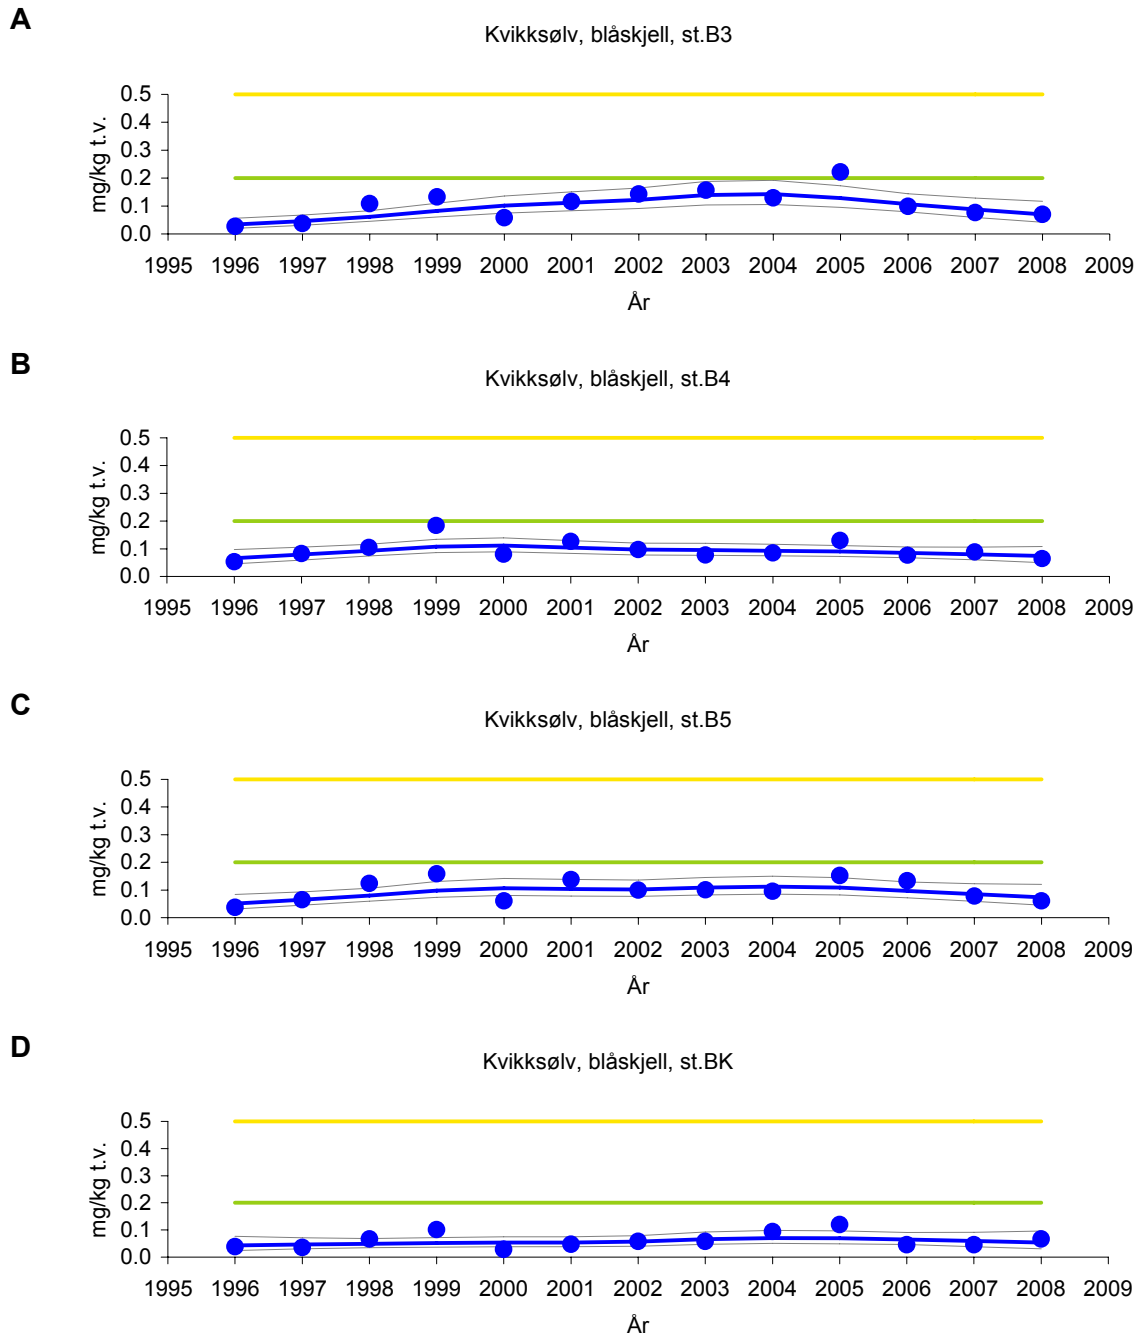 A
Kvikksølv, blåskjell, st.B3
mg/kg t.v.
0.5
0.4
0.3
0.2
0.1
0.0
1995 1996 1997 1998 1999 2000 2001 2002 2003 2004 2005 2006 2007 2008 2009
År
B
Kvikksølv, blåskjell, st.B4
mg/kg t.v.
0.5
0.4
0.3
0.2
0.1
0.0
1995 1996 1997 1998 1999 2000 2001 2002 2003 2004 2005 2006 2007 2008 2009
År
C
Kvikksølv, blåskjell, st.B5
mg/kg t.v.
0.5
0.4
0.3
0.2
0.1
0.0
1995 1996 1997 1998 1999 2000 2001 2002 2003 2004 2005 2006 2007 2008 2009
År
D
Kvikksølv, blåskjell, st.BK
mg/kg t.v.
0.5
0.4
0.3
0.2
0.1
0.0
1995 1996 1997 1998 1999 2000 2001 2002 2003 2004 2005 2006 2007 2008 2009
År